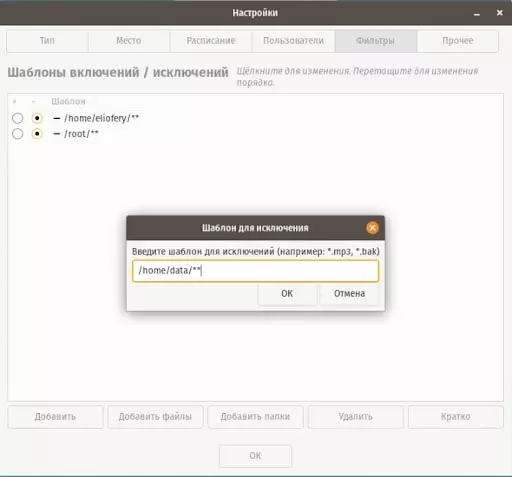 Настройки
Тип
Место
Расписание
Пользователи
Фильтры
Прочее
Шаблоны включений / исключений
Щёлкните для изменения. Перетащите для изменения
порядка.
+ - Шаблон
/home/eliofery/**
/root/**
Шаблон для исключения
Введите шаблон для исключений (например: *.mp3, *.bak)
/home/data/**
ОК
Отмена
Добавить
Добавить файлы
Добавить папки
Удалить
Кратко
ОК